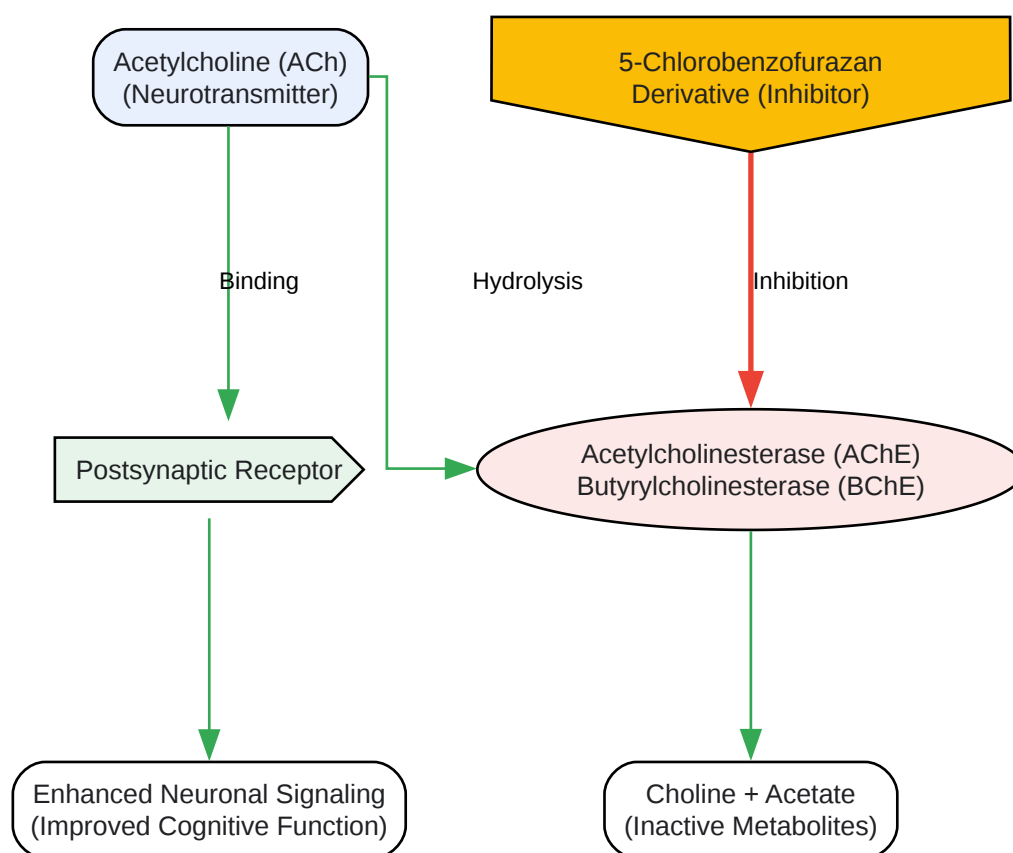 Acetylcholine (ACh)
(Neurotransmitter)
5-Chlorobenzofurazan
Derivative (Inhibitor)
Binding
Hydrolysis
Inhibition
Postsynaptic Receptor
Acetylcholinesterase (AChE)
Butyrylcholinesterase (BChE)
Enhanced Neuronal Signaling
(Improved Cognitive Function)
Choline + Acetate
(Inactive Metabolites)